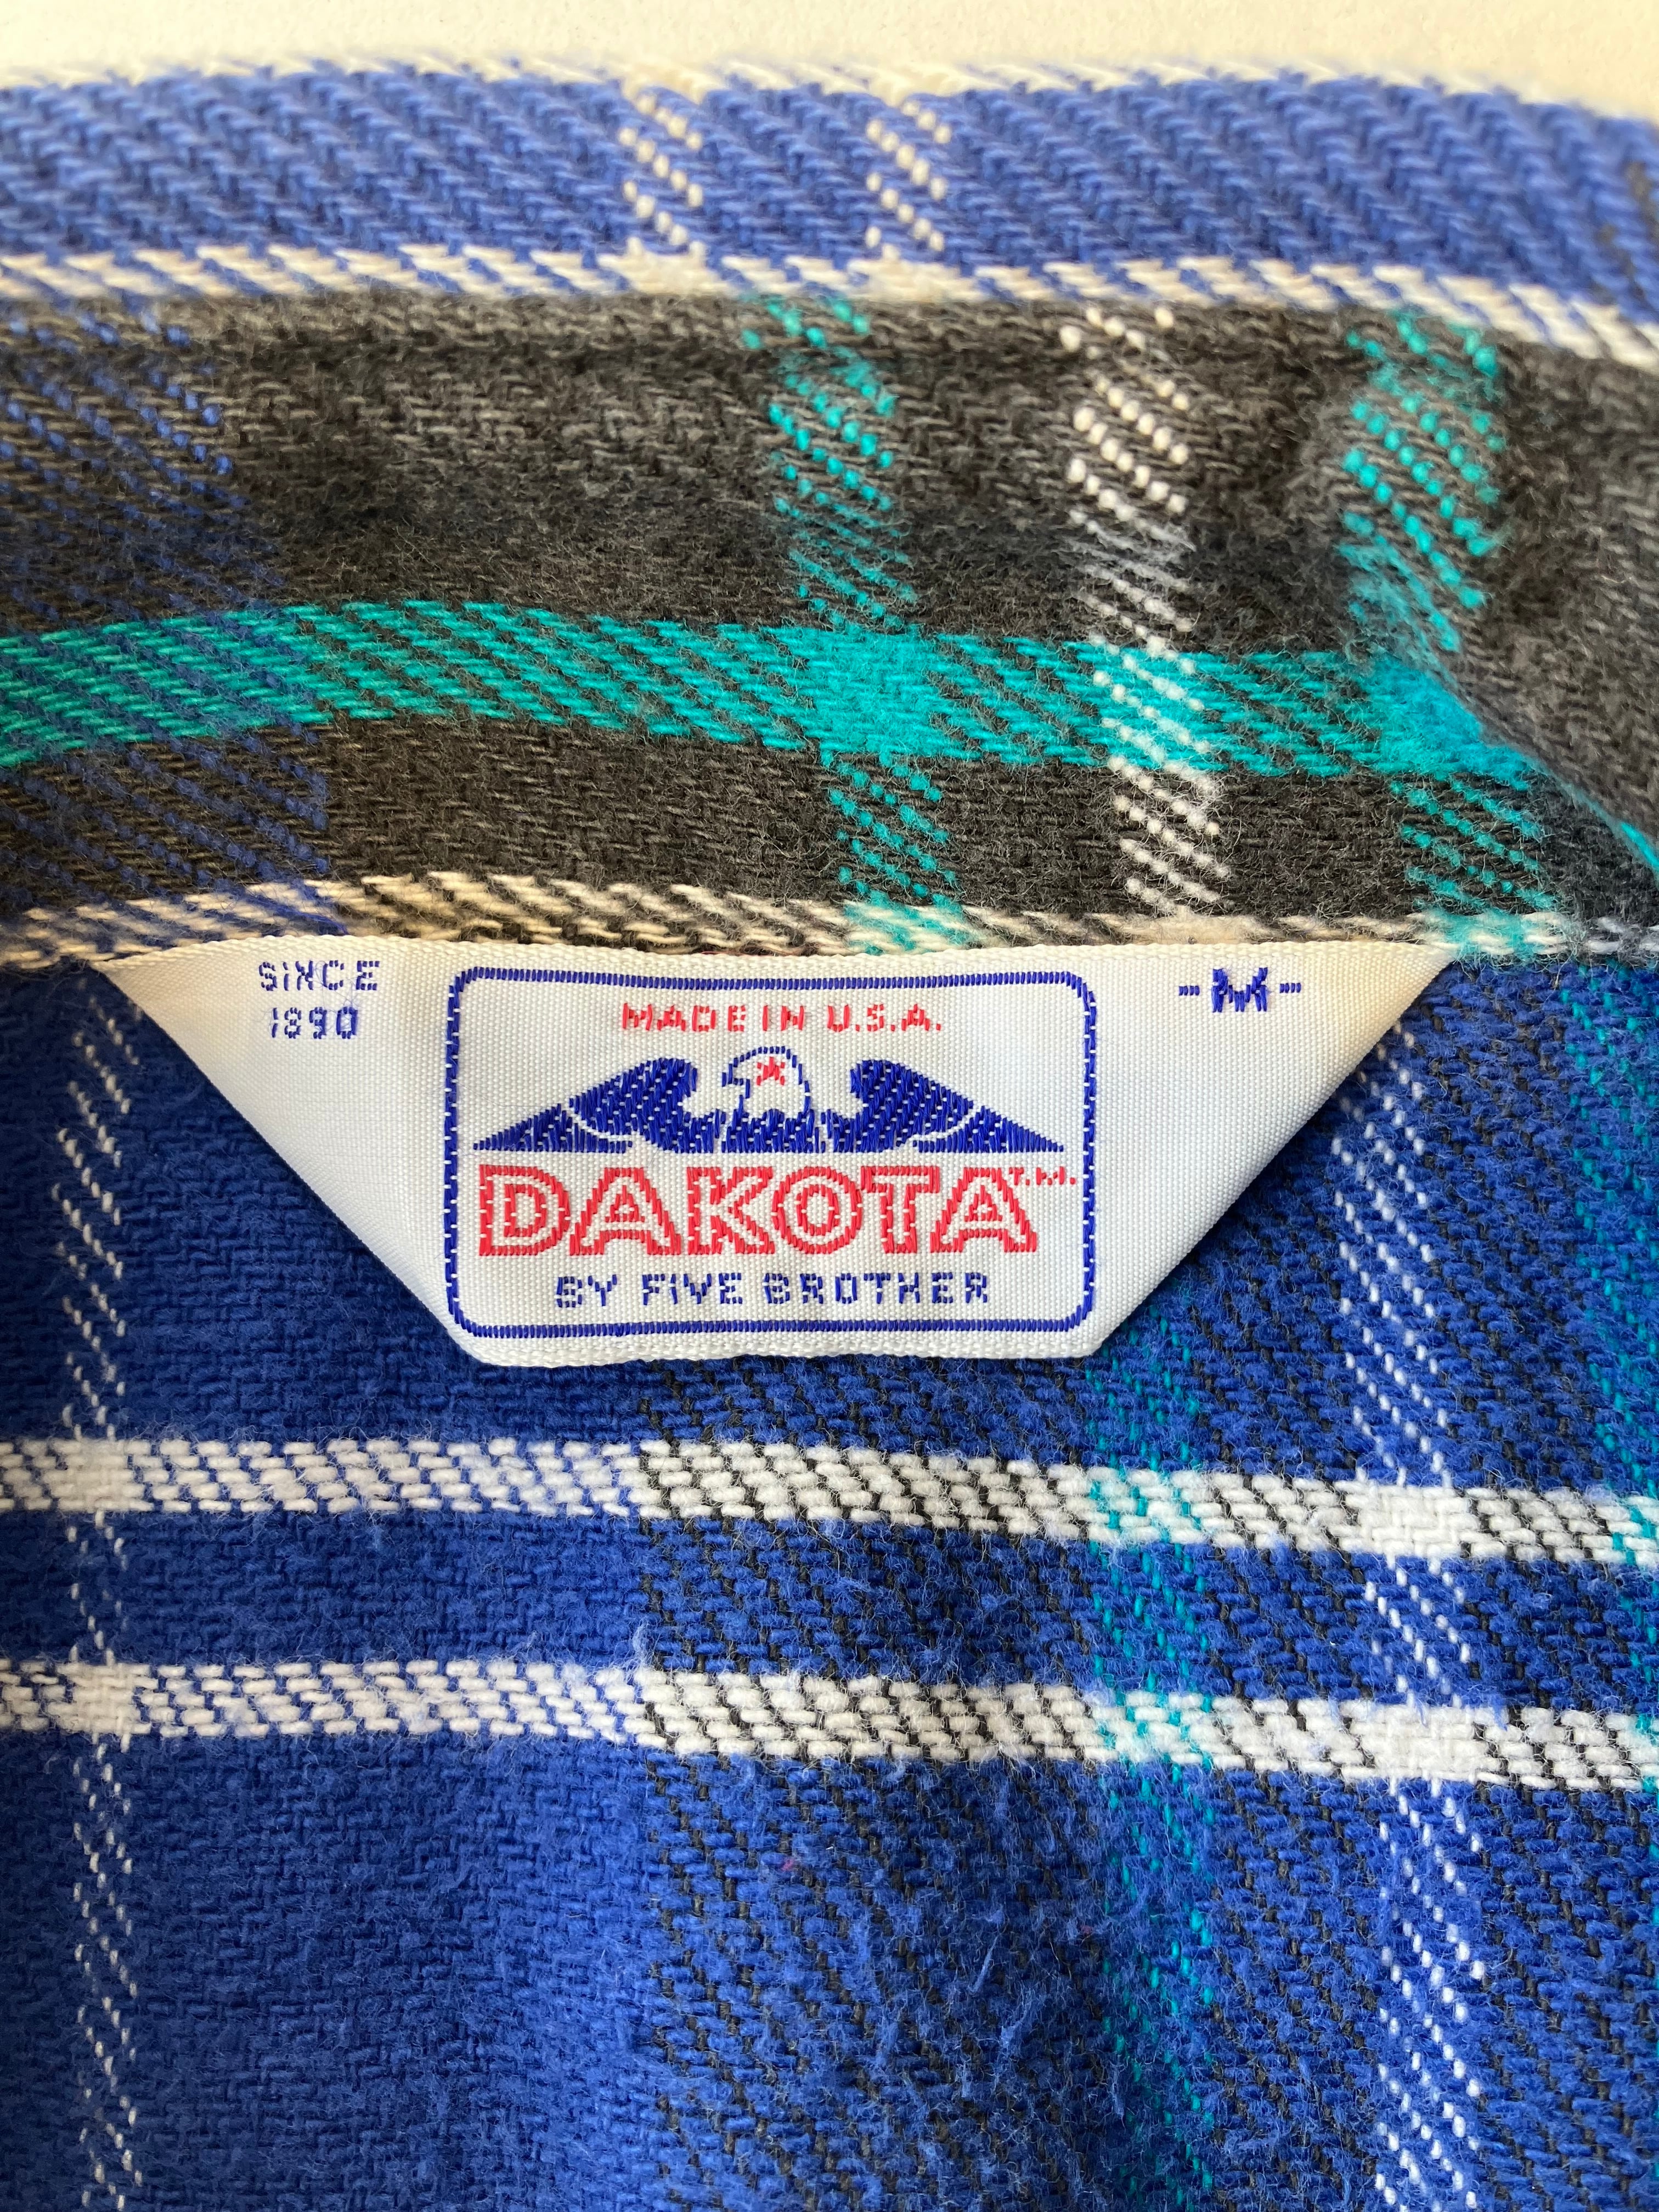 SINCE
1890
MADE IN U.S.A.
- M -
DAKOTA T.M.
BY FIVE BROTHER